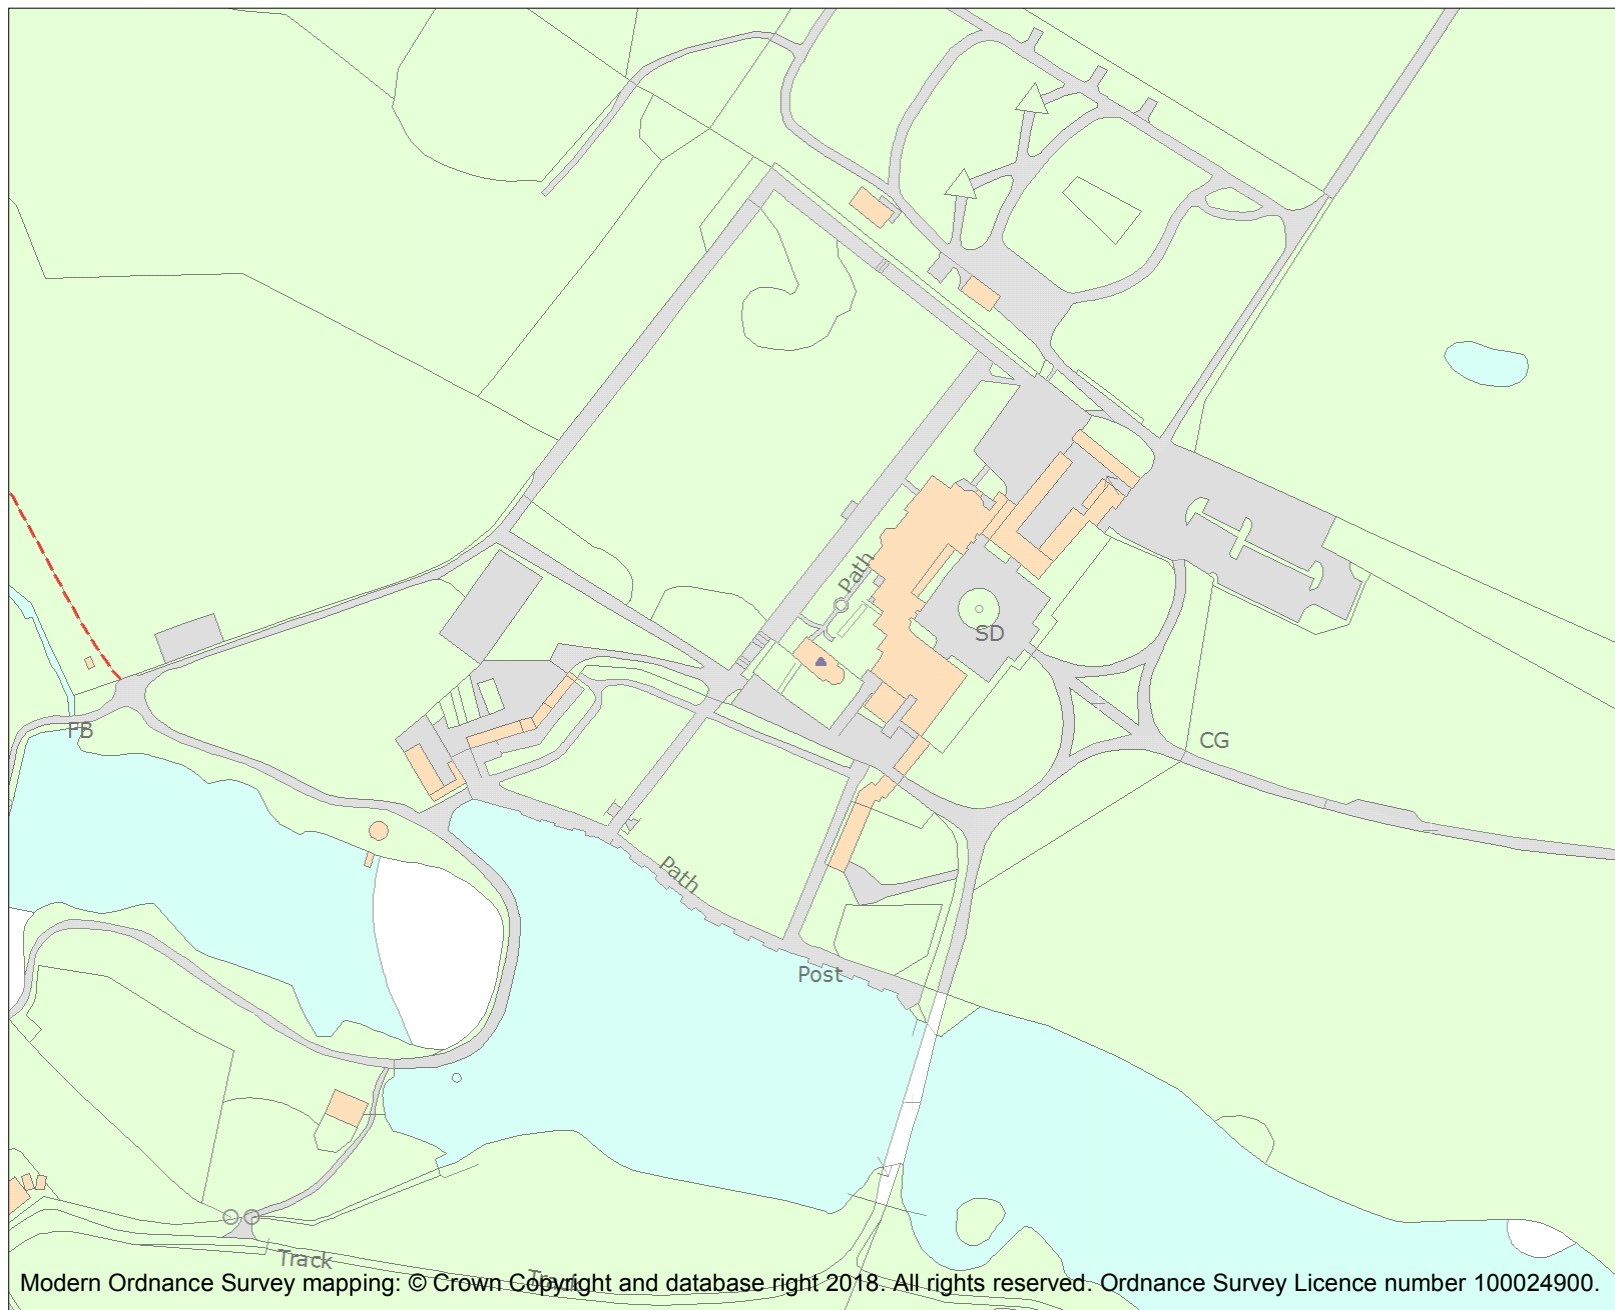 Path
SD
FB
CG
Path
Post
Track
Track
Modern Ordnance Survey mapping: © Crown Copyright and database right 2018. All rights reserved. Ordnance Survey Licence number 100024900.